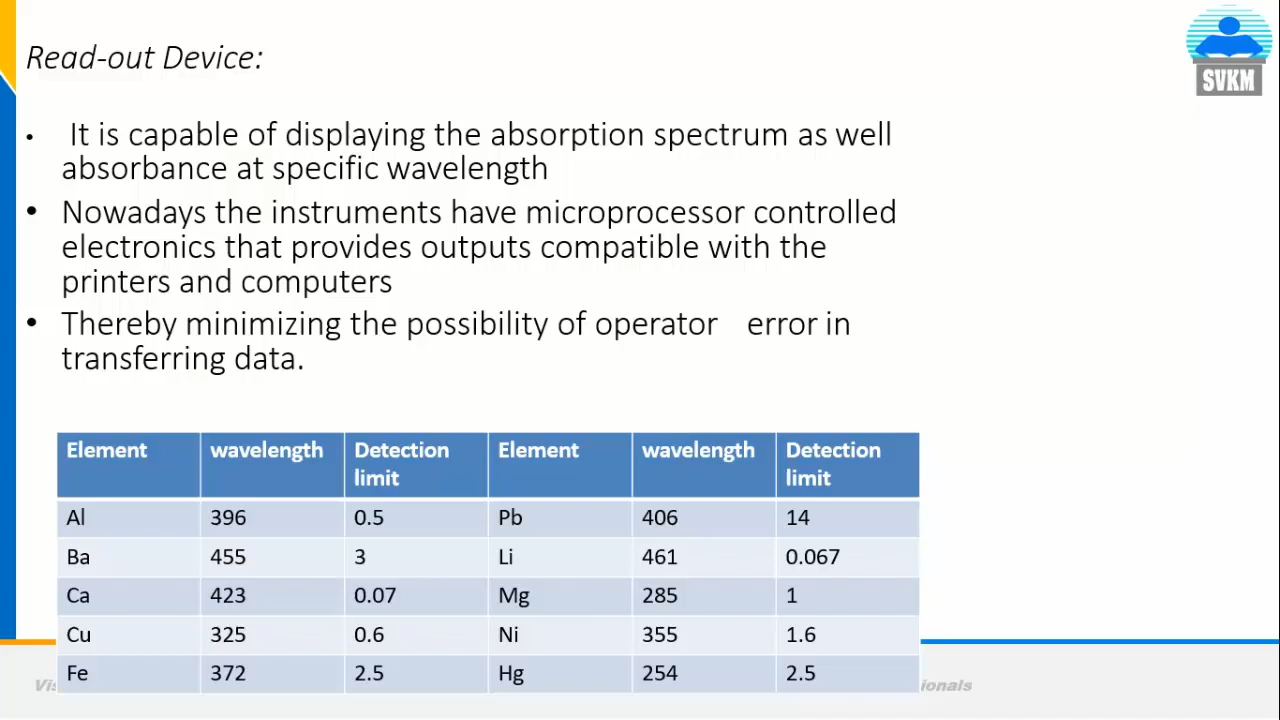 Read-out Device:
SVKM
• It is capable of displaying the absorption spectrum as well
absorbance at specific wavelength
• Nowadays the instruments have microprocessor controlled
electronics that provides outputs compatible with the
printers and computers
• Thereby minimizing the possibility of operator error in
transferring data.
Element wavelength Detection limit Element wavelength Detection limit
Al 396 0.5 Pb 406 14
Ba 455 3 Li 461 0.067
Ca 423 0.07 Mg 285 1
Cu 325 0.6 Ni 355 1.6
Fe 372 2.5 Hg 254 2.5